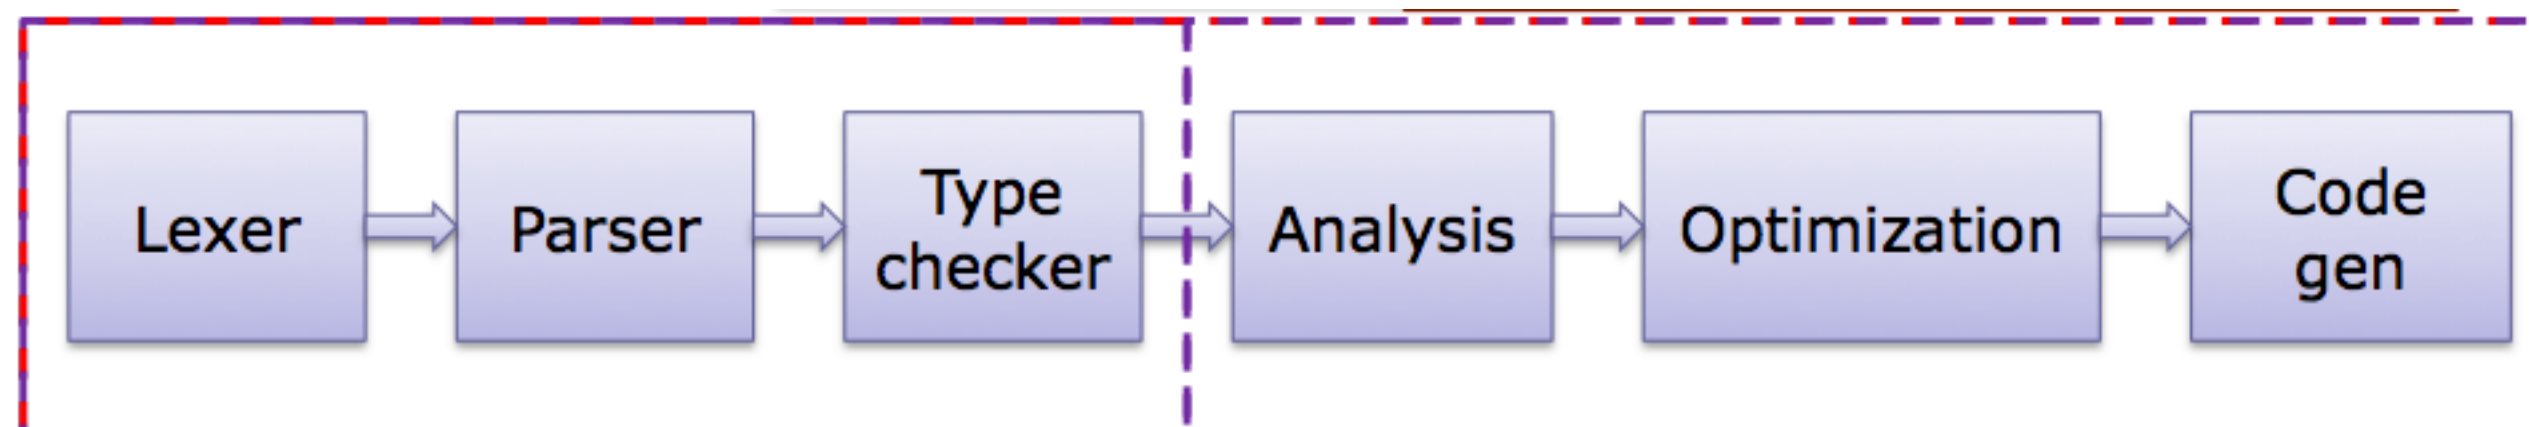 Lexer
Parser
Type
checker
Analysis
Optimization
Code
gen